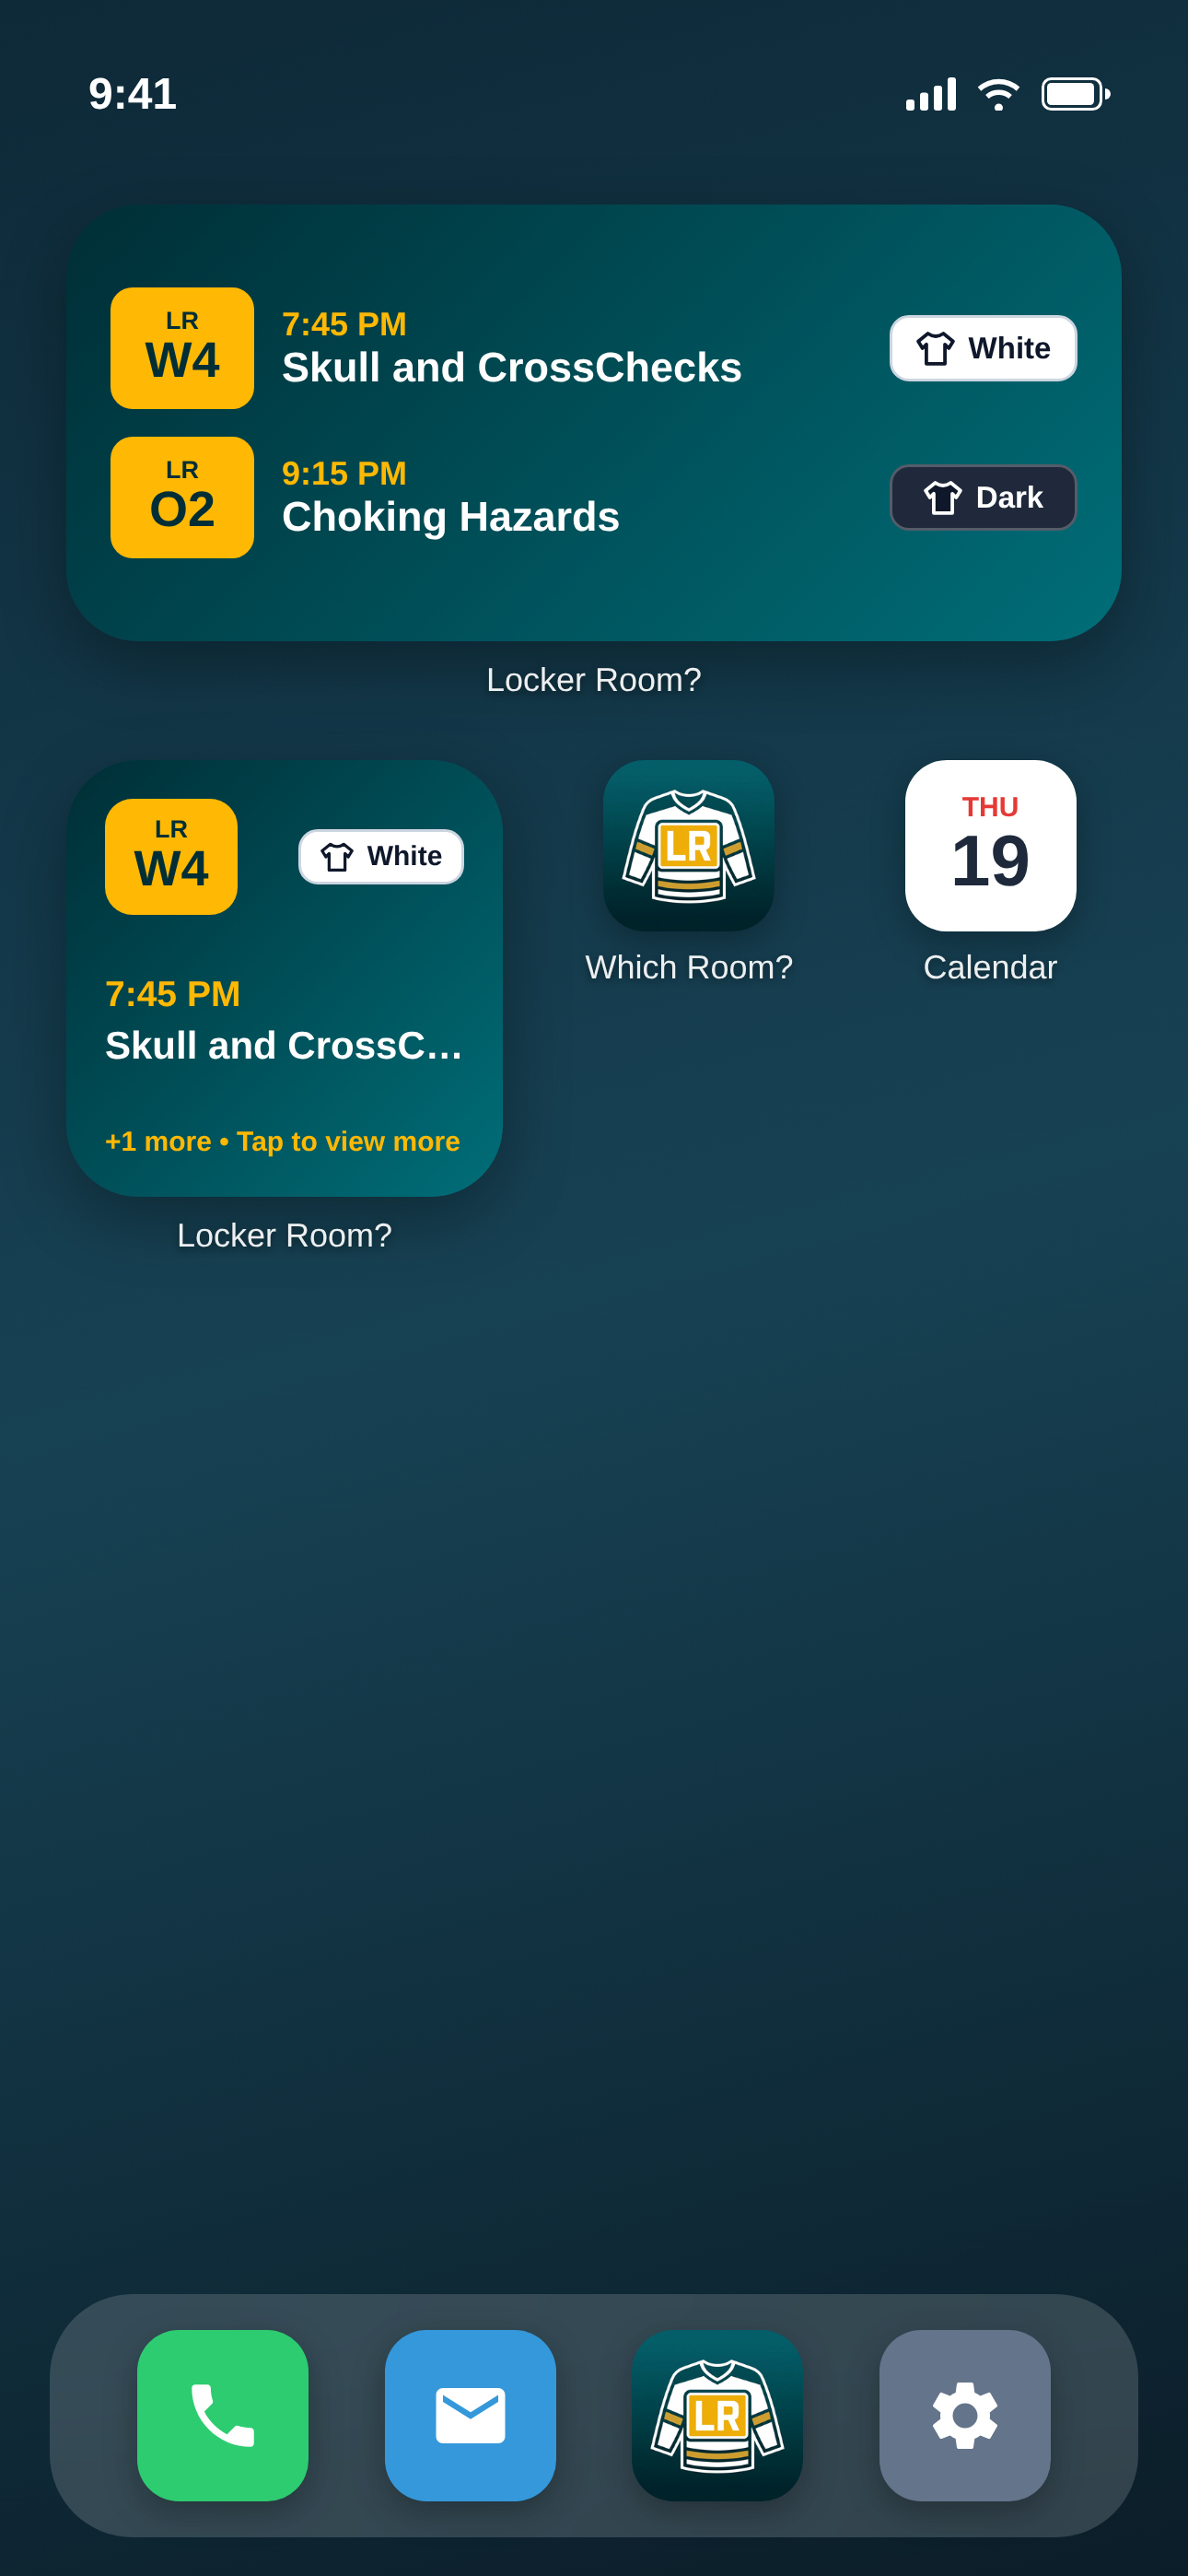 9:41
LR
W4
7:45 PM
Skull and CrossChecks
White
LR
O2
9:15 PM
Choking Hazards
Dark
Locker Room?
LR
W4
White
7:45 PM
Skull and CrossC...
+1 more • Tap to view more
Locker Room?
LR
Which Room?
THU
19
Calendar
LR